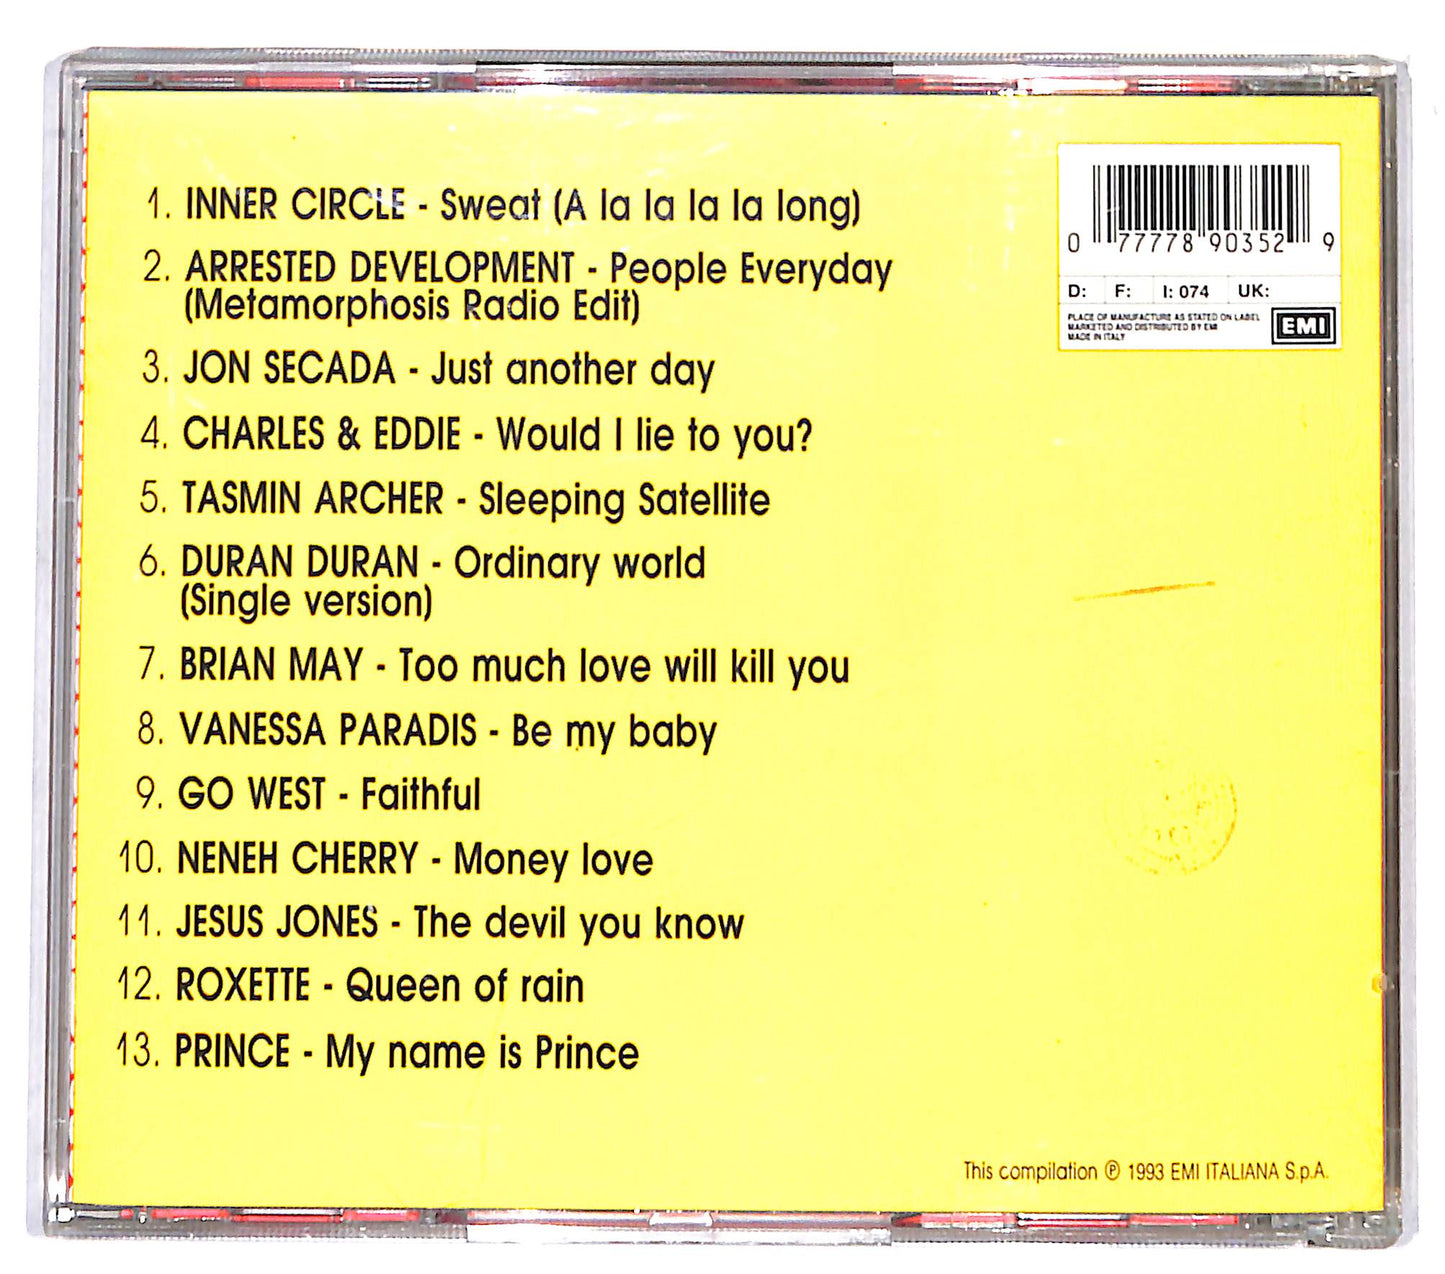 1. INNER CIRCLE - Sweat (A la la la la long)
2. ARRESTED DEVELOPMENT - People Everyday
(Metamorphosis Radio Edit)
3. JON SECADA - Just another day
4. CHARLES & EDDIE - Would I lie to you?
5. TASMIN ARCHER - Sleeping Satellite
6. DURAN DURAN - Ordinary world
(Single version)
7. BRIAN MAY - Too much love will kill you
8. VANESSA PARADIS - Be my baby
9. GO WEST - Faithful
10. NENEH CHERRY - Money love
11. JESUS JONES - The devil you know
12. ROXETTE - Queen of rain
13. PRINCE - My name is Prince
0 77778 90352 9
D: F: I: 074 UK:
PLACE OF MANUFACTURE AS STATED ON LABEL
MARKETED AND DISTRIBUTED BY EMI
MADE IN ITALY
EMI
This compilation ℗ 1993 EMI ITALIANA S.p.A.